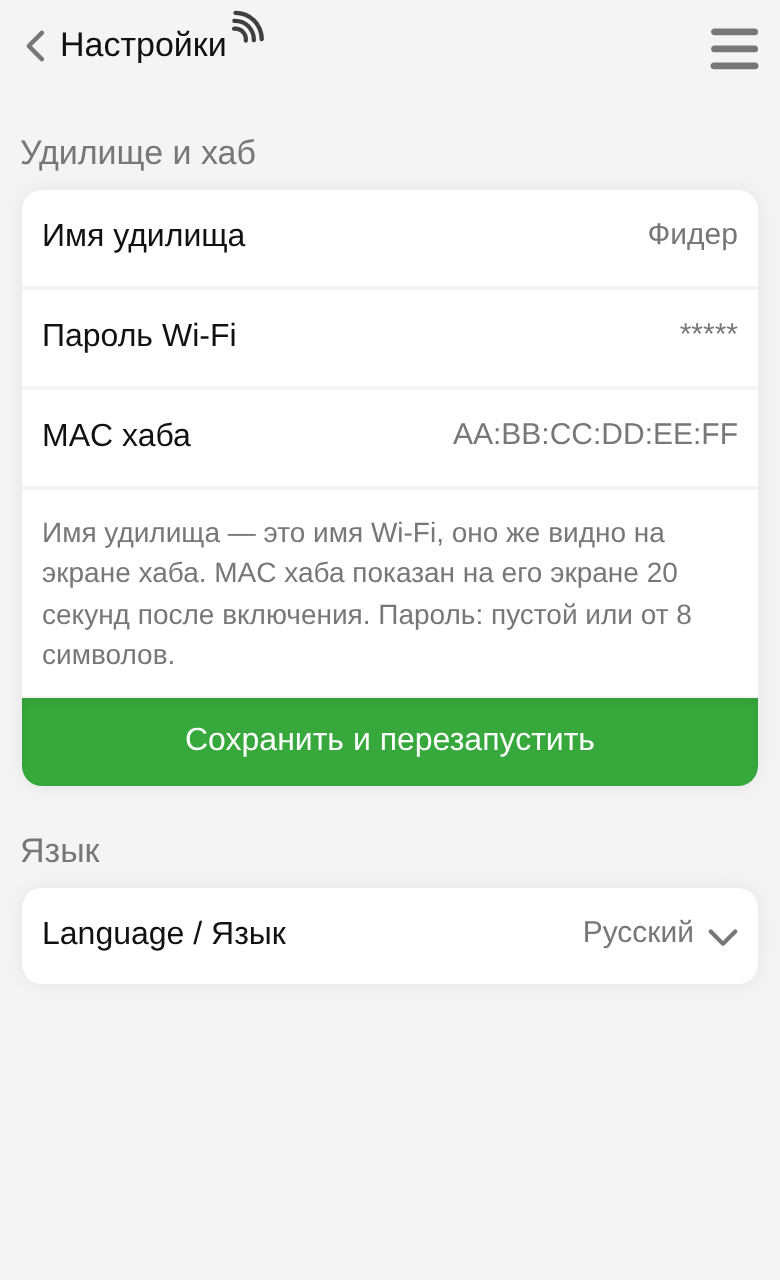 Настройки
Удилище и хаб
Имя удилища Фидер
Пароль Wi-Fi *****
MAC хаба AA:BB:CC:DD:EE:FF
Имя удилища — это имя Wi-Fi, оно же видно на
экране хаба. MAC хаба показан на его экране 20
секунд после включения. Пароль: пустой или от 8
символов.
Сохранить и перезапустить
Язык
Language / Язык Русский